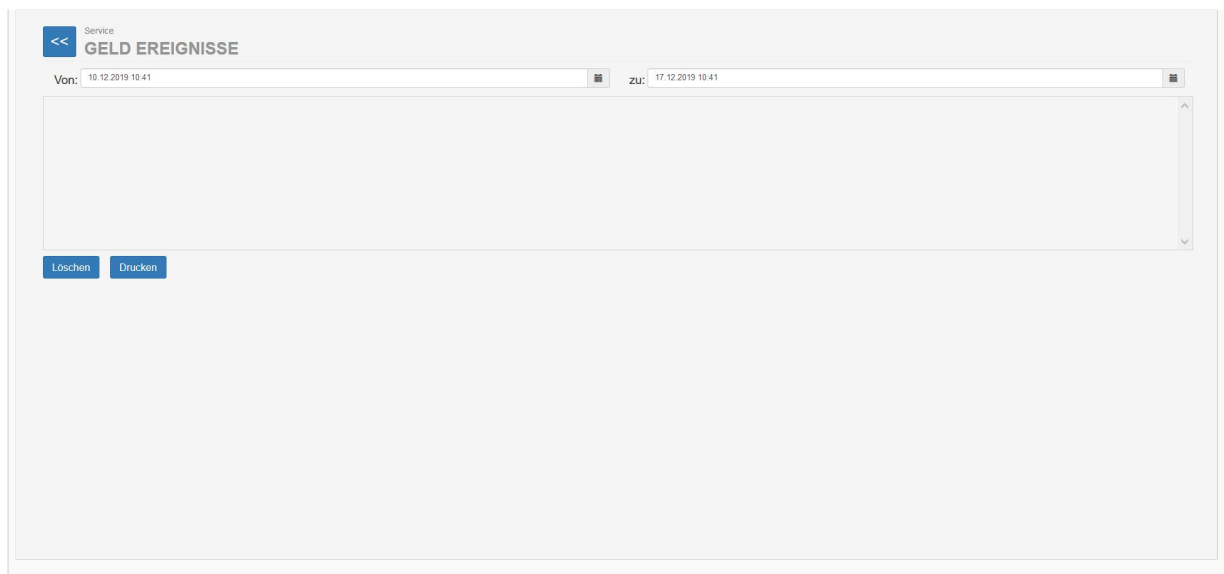 << Service
GELD EREIGNISSE
Von: 10.12.2019 10:41 zu: 17.12.2019 10:41
Löschen Drucken